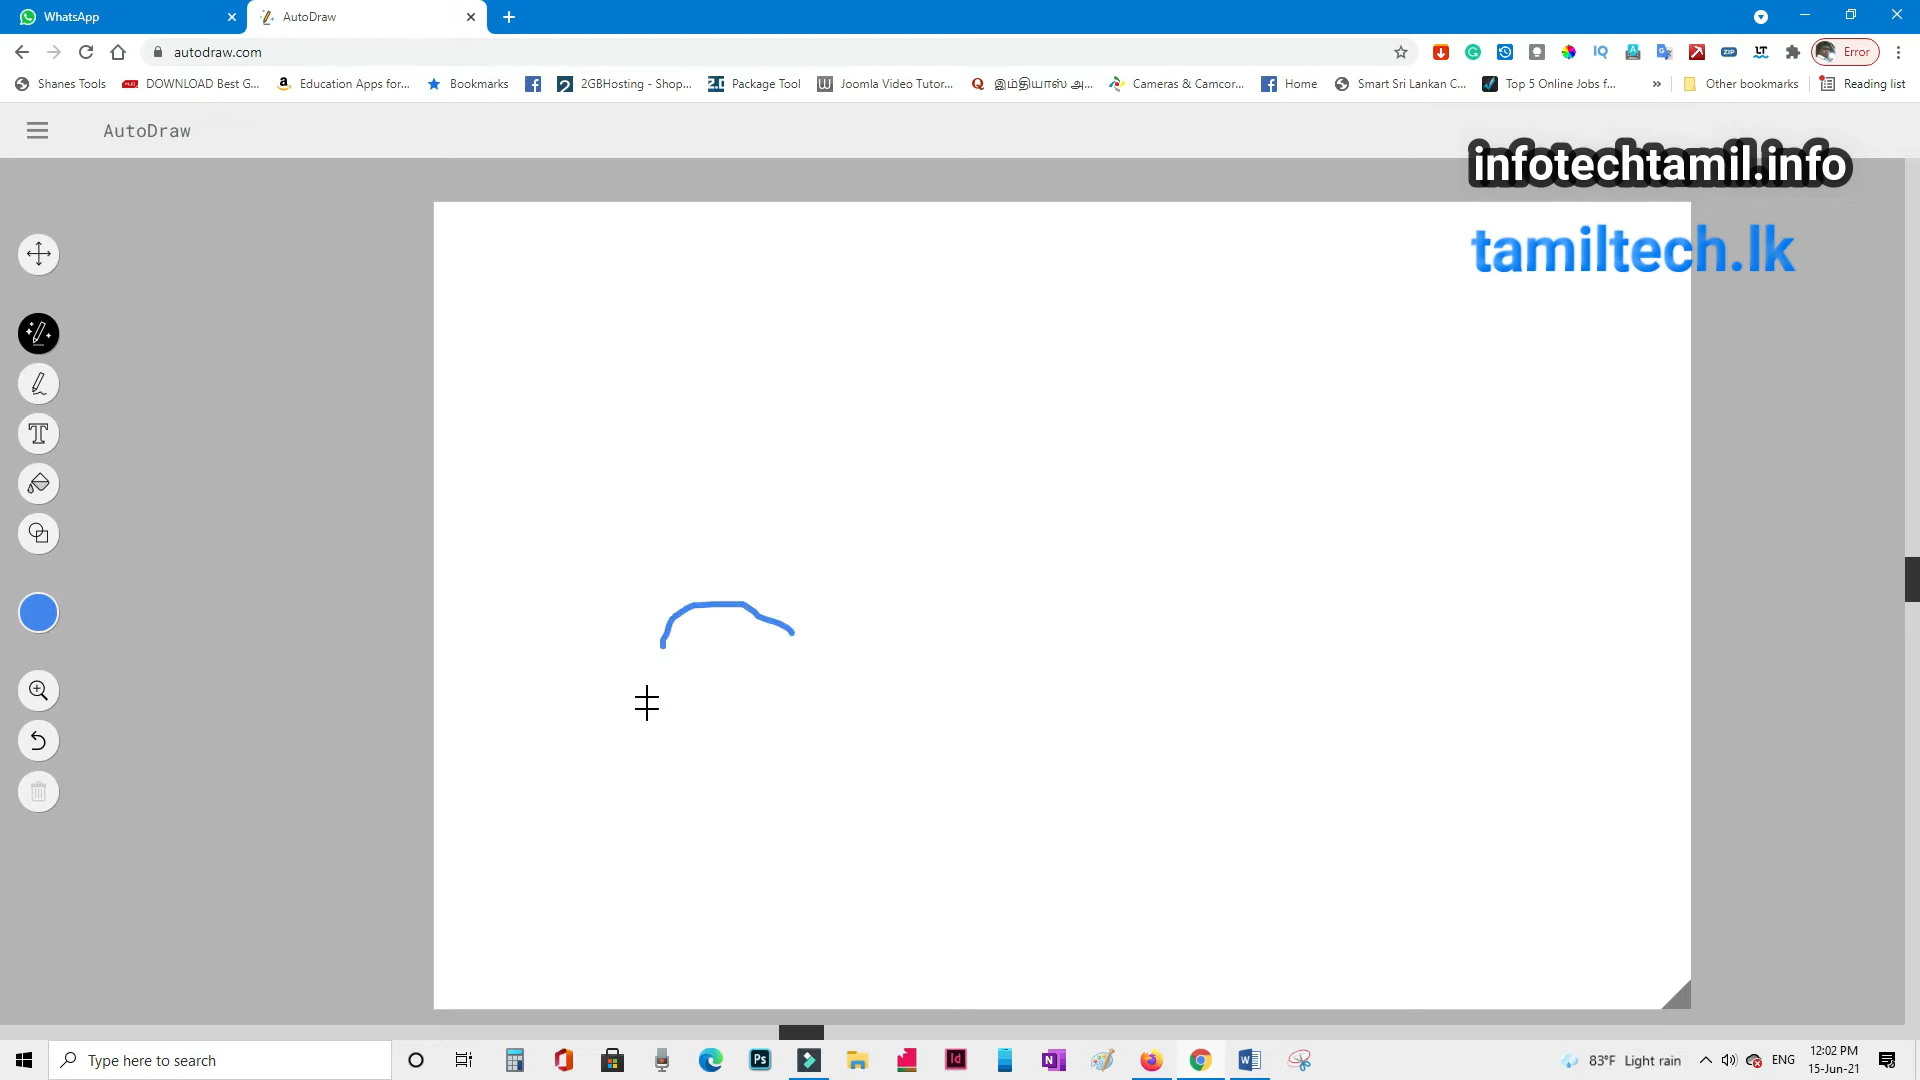 WhatsApp
AutoDraw
autodraw.com
Error
Shanes Tools
DOWNLOAD Best G...
Education Apps for...
Bookmarks
2GBHosting - Shop...
Package Tool
Joomla Video Tutor...
இம்தியாஸ் அ...
Cameras & Camcor...
Home
Smart Sri Lankan C...
Top 5 Online Jobs f...
Other bookmarks
Reading list
AutoDraw
infotechtamil.info
tamiltech.lk
Type here to search
83°F Light rain
ENG
12:02 PM
15-Jun-21